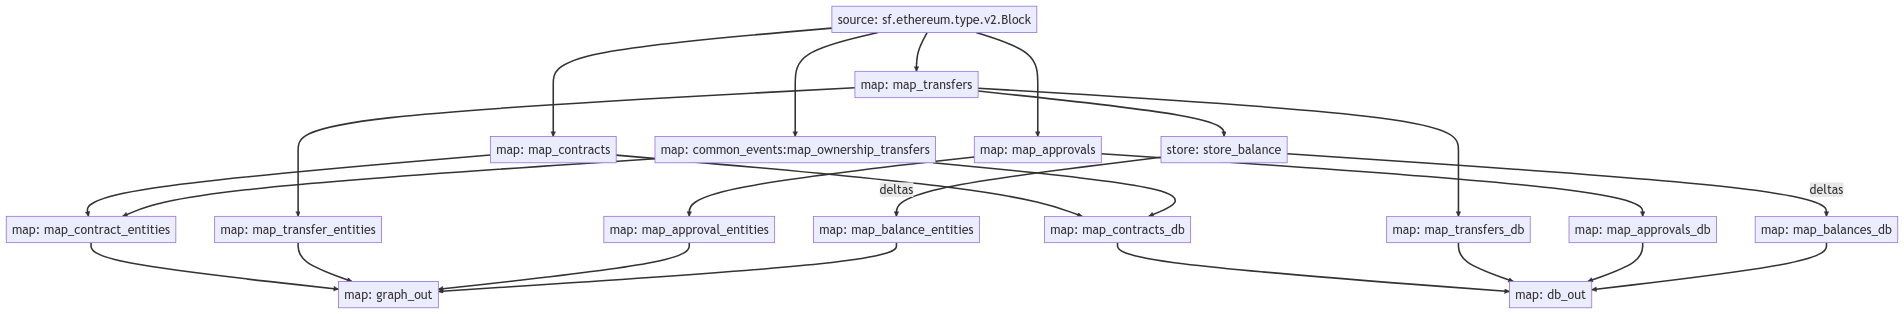 source: sf.ethereum.type.v2.Block
map: map_transfers
map: map_contracts
map: common_events:map_ownership_transfers
map: map_approvals
store: store_balance
deltas
deltas
map: map_contract_entities
map: map_transfer_entities
map: map_approval_entities
map: map_balance_entities
map: map_contracts_db
map: map_transfers_db
map: map_approvals_db
map: map_balances_db
map: graph_out
map: db_out